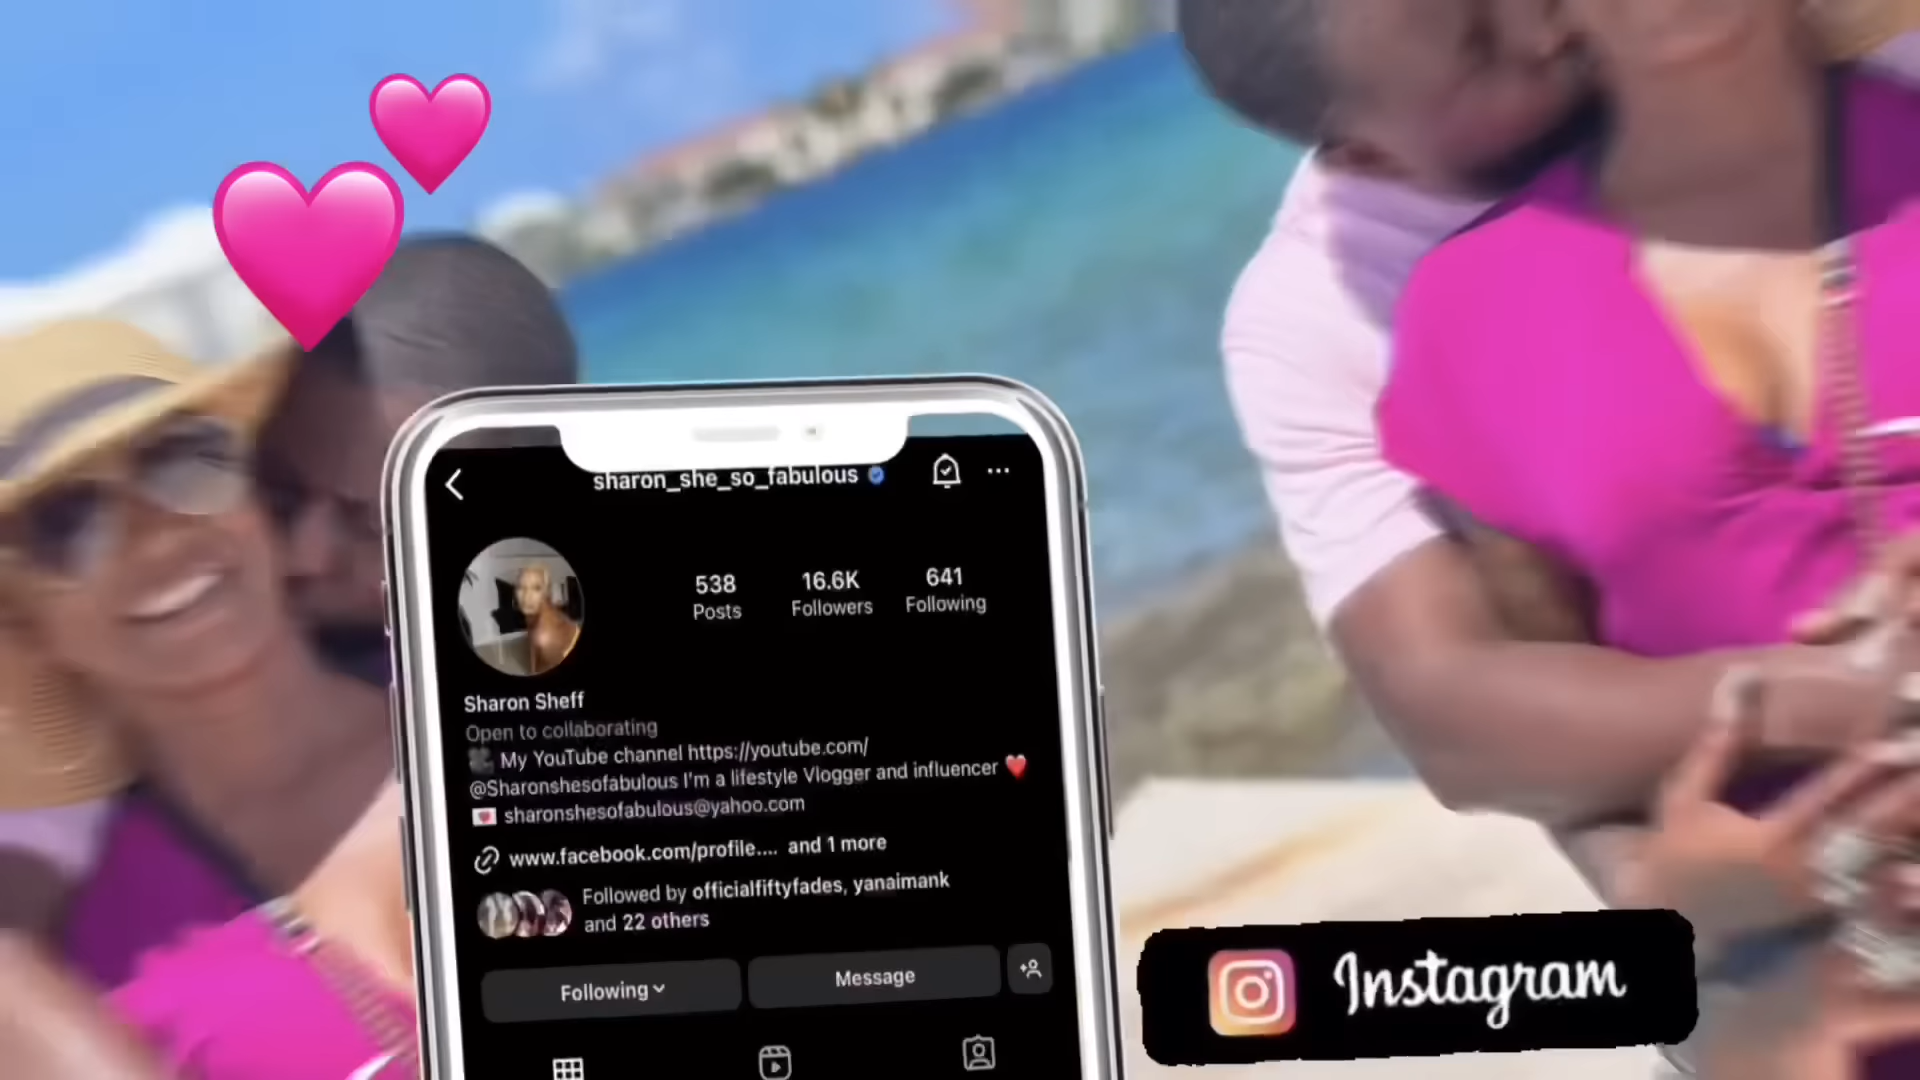 sharon_she_so_fabulous
538
Posts
16.6K
Followers
641
Following
Sharon Sheff
Open to collaborating
My YouTube channel https://youtube.com/
@Sharonshesofabulous I'm a lifestyle Vlogger and influencer ❤️
💌 sharonshesofabulous@yahoo.com
www.facebook.com/profile.... and 1 more
Followed by officialfiftyfades, yanaimank
and 22 others
Following
Message
Instagram